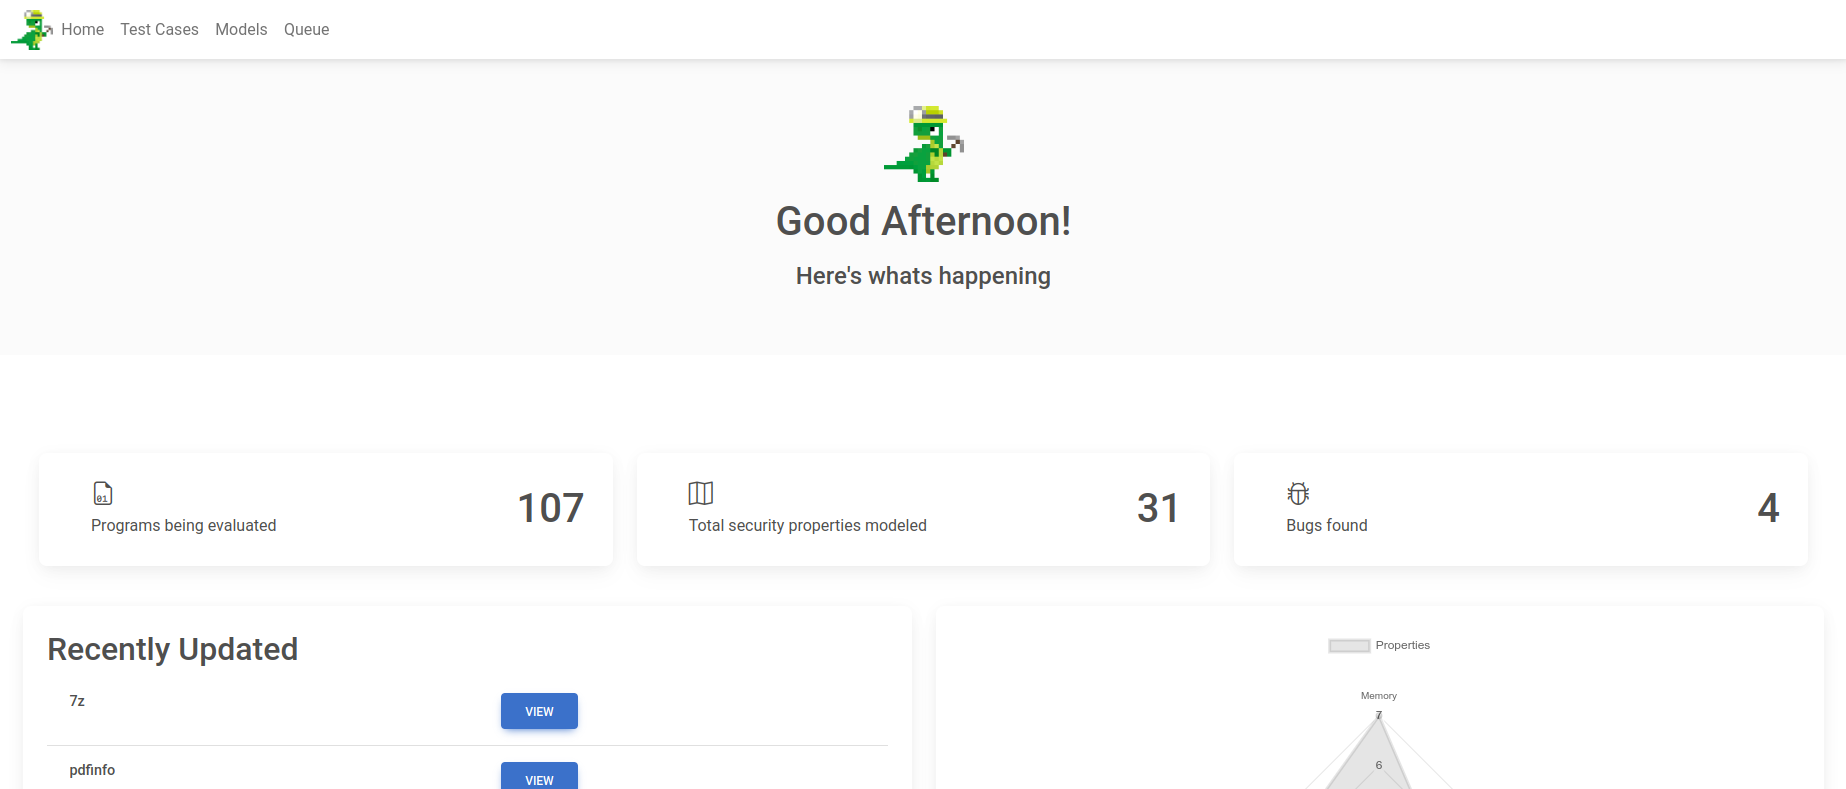 Home Test Cases Models Queue
Good Afternoon!
Here's whats happening
01
Programs being evaluated
107
Total security properties modeled
31
Bugs found
4
Recently Updated
7z
VIEW
pdfinfo
VIEW
Properties
Memory
7
6